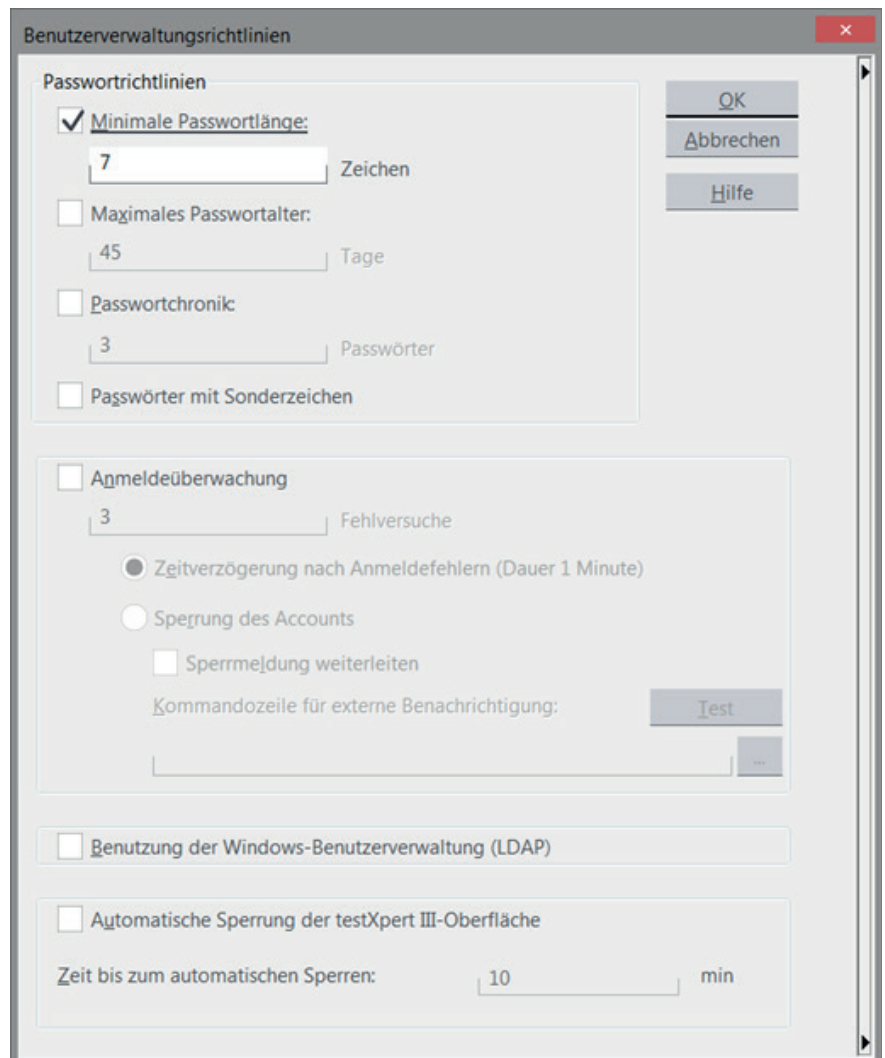 Benutzerverwaltungsrichtlinien
×
Passwortrichtlinien
OK
Minimale Passwortlänge:
Abbrechen
7 Zeichen
Hilfe
Maximales Passwortalter:
45 Tage
Passwortchronik:
3 Passwörter
Passwörter mit Sonderzeichen
Anmeldeüberwachung
3 Fehlversuche
Zeitverzögerung nach Anmeldefehlern (Dauer 1 Minute)
Sperrung des Accounts
Sperrmeldung weiterleiten
Kommandozeile für externe Benachrichtigung:
Test
...
Benutzung der Windows-Benutzerverwaltung (LDAP)
Automatische Sperrung der testXpert III-Oberfläche
Zeit bis zum automatischen Sperren: 10 min